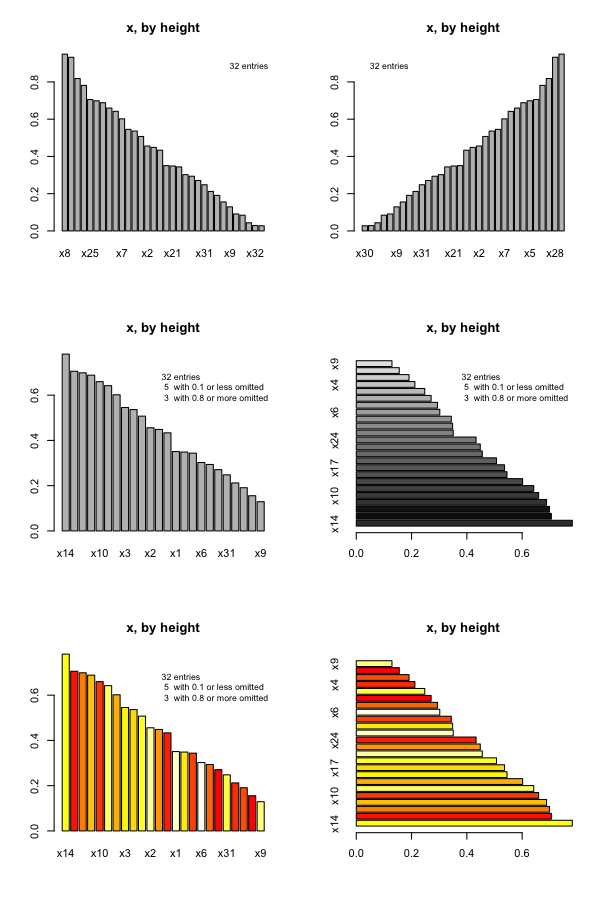 x, by height
32 entries
0.0 0.2 0.4 0.6 0.8
x8 x25 x7 x2 x21 x31 x9 x32
x, by height
32 entries
0.0 0.2 0.4 0.6 0.8
x30 x9 x31 x21 x2 x7 x5 x28
x, by height
32 entries
5 with 0.1 or less omitted
3 with 0.8 or more omitted
0.0 0.2 0.4 0.6
x14 x10 x3 x2 x1 x6 x31 x9
x, by height
32 entries
5 with 0.1 or less omitted
3 with 0.8 or more omitted
x14 x10 x17 x24 x6 x4 x9
0.0 0.2 0.4 0.6
x, by height
32 entries
5 with 0.1 or less omitted
3 with 0.8 or more omitted
0.0 0.2 0.4 0.6
x14 x10 x3 x2 x1 x6 x31 x9
x, by height
x14 x10 x17 x24 x6 x4 x9
0.0 0.2 0.4 0.6